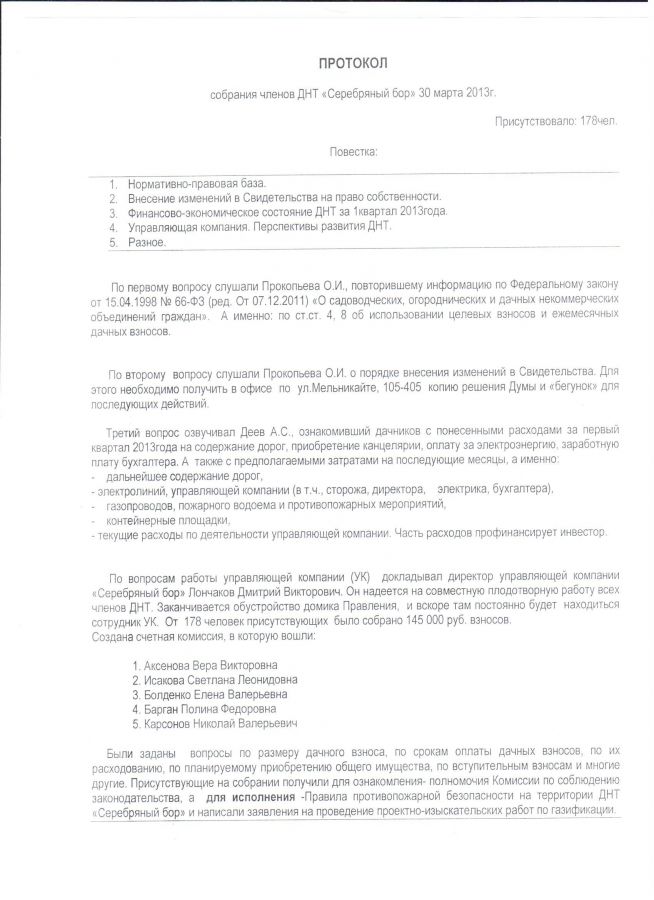 ПРОТОКОЛ
собрания членов ДНТ «Серебряный бор» 30 марта 2013г.
Присутствовало: 178чел.
Повестка:
1. Нормативно-правовая база.
2. Внесение изменений в Свидетельства на право собственности.
3. Финансово-экономическое состояние ДНТ за 1квартал 2013года.
4. Управляющая компания. Перспективы развития ДНТ.
5. Разное.
По первому вопросу слушали Прокопьева О.И., повторившему информацию по Федеральному закону
от 15.04.1998 № 66-ФЗ (ред. От 07.12.2011) «О садоводческих, огороднических и дачных некоммерческих
объединений граждан». А именно: по ст.ст. 4, 8 об использовании целевых взносов и ежемесячных
дачных взносов.
По второму вопросу слушали Прокопьева О.И. о порядке внесения изменений в Свидетельства. Для
этого необходимо получить в офисе по ул.Мельникайте, 105-405 копию решения Думы и «бегунок» для
последующих действий.
Третий вопрос озвучивал Деев А.С., ознакомивший дачников с понесенными расходами за первый
квартал 2013года на содержание дорог, приобретение канцелярии, оплату за электроэнергию, заработную
плату бухгалтера. А также с предполагаемыми затратами на последующие месяцы, а именно:
- дальнейшее содержание дорог,
- электролиний, управляющей компании (в т.ч., сторожа, директора, электрика, бухгалтера),
- газопроводов, пожарного водоема и противопожарных мероприятий,
- контейнерные площадки,
- текущие расходы по деятельности управляющей компании. Часть расходов профинансирует инвестор.
По вопросам работы управляющей компании (УК) докладывал директор управляющей компании
«Серебряный бор» Лончаков Дмитрий Викторович. Он надеется на совместную плодотворную работу всех
членов ДНТ. Заканчивается обустройство домика Правления, и вскоре там постоянно будет находиться
сотрудник УК. От 178 человек присутствующих было собрано 145 000 руб. взносов.
Создана счетная комиссия, в которую вошли:
1. Аксенова Вера Викторовна
2. Исакова Светлана Леонидовна
3. Болденко Елена Валерьевна
4. Барган Полина Федоровна
5. Карсонов Николай Валерьевич
Были заданы вопросы по размеру дачного взноса, по срокам оплаты дачных взносов, по их
расходованию, по планируемому приобретению общего имущества, по вступительным взносам и многие
другие. Присутствующие на собрании получили для ознакомления- полномочия Комиссии по соблюдению
законодательства, а для исполнения -Правила противопожарной безопасности на территории ДНТ
«Серебряный бор» и написали заявления на проведение проектно-изыскательских работ по газификации.